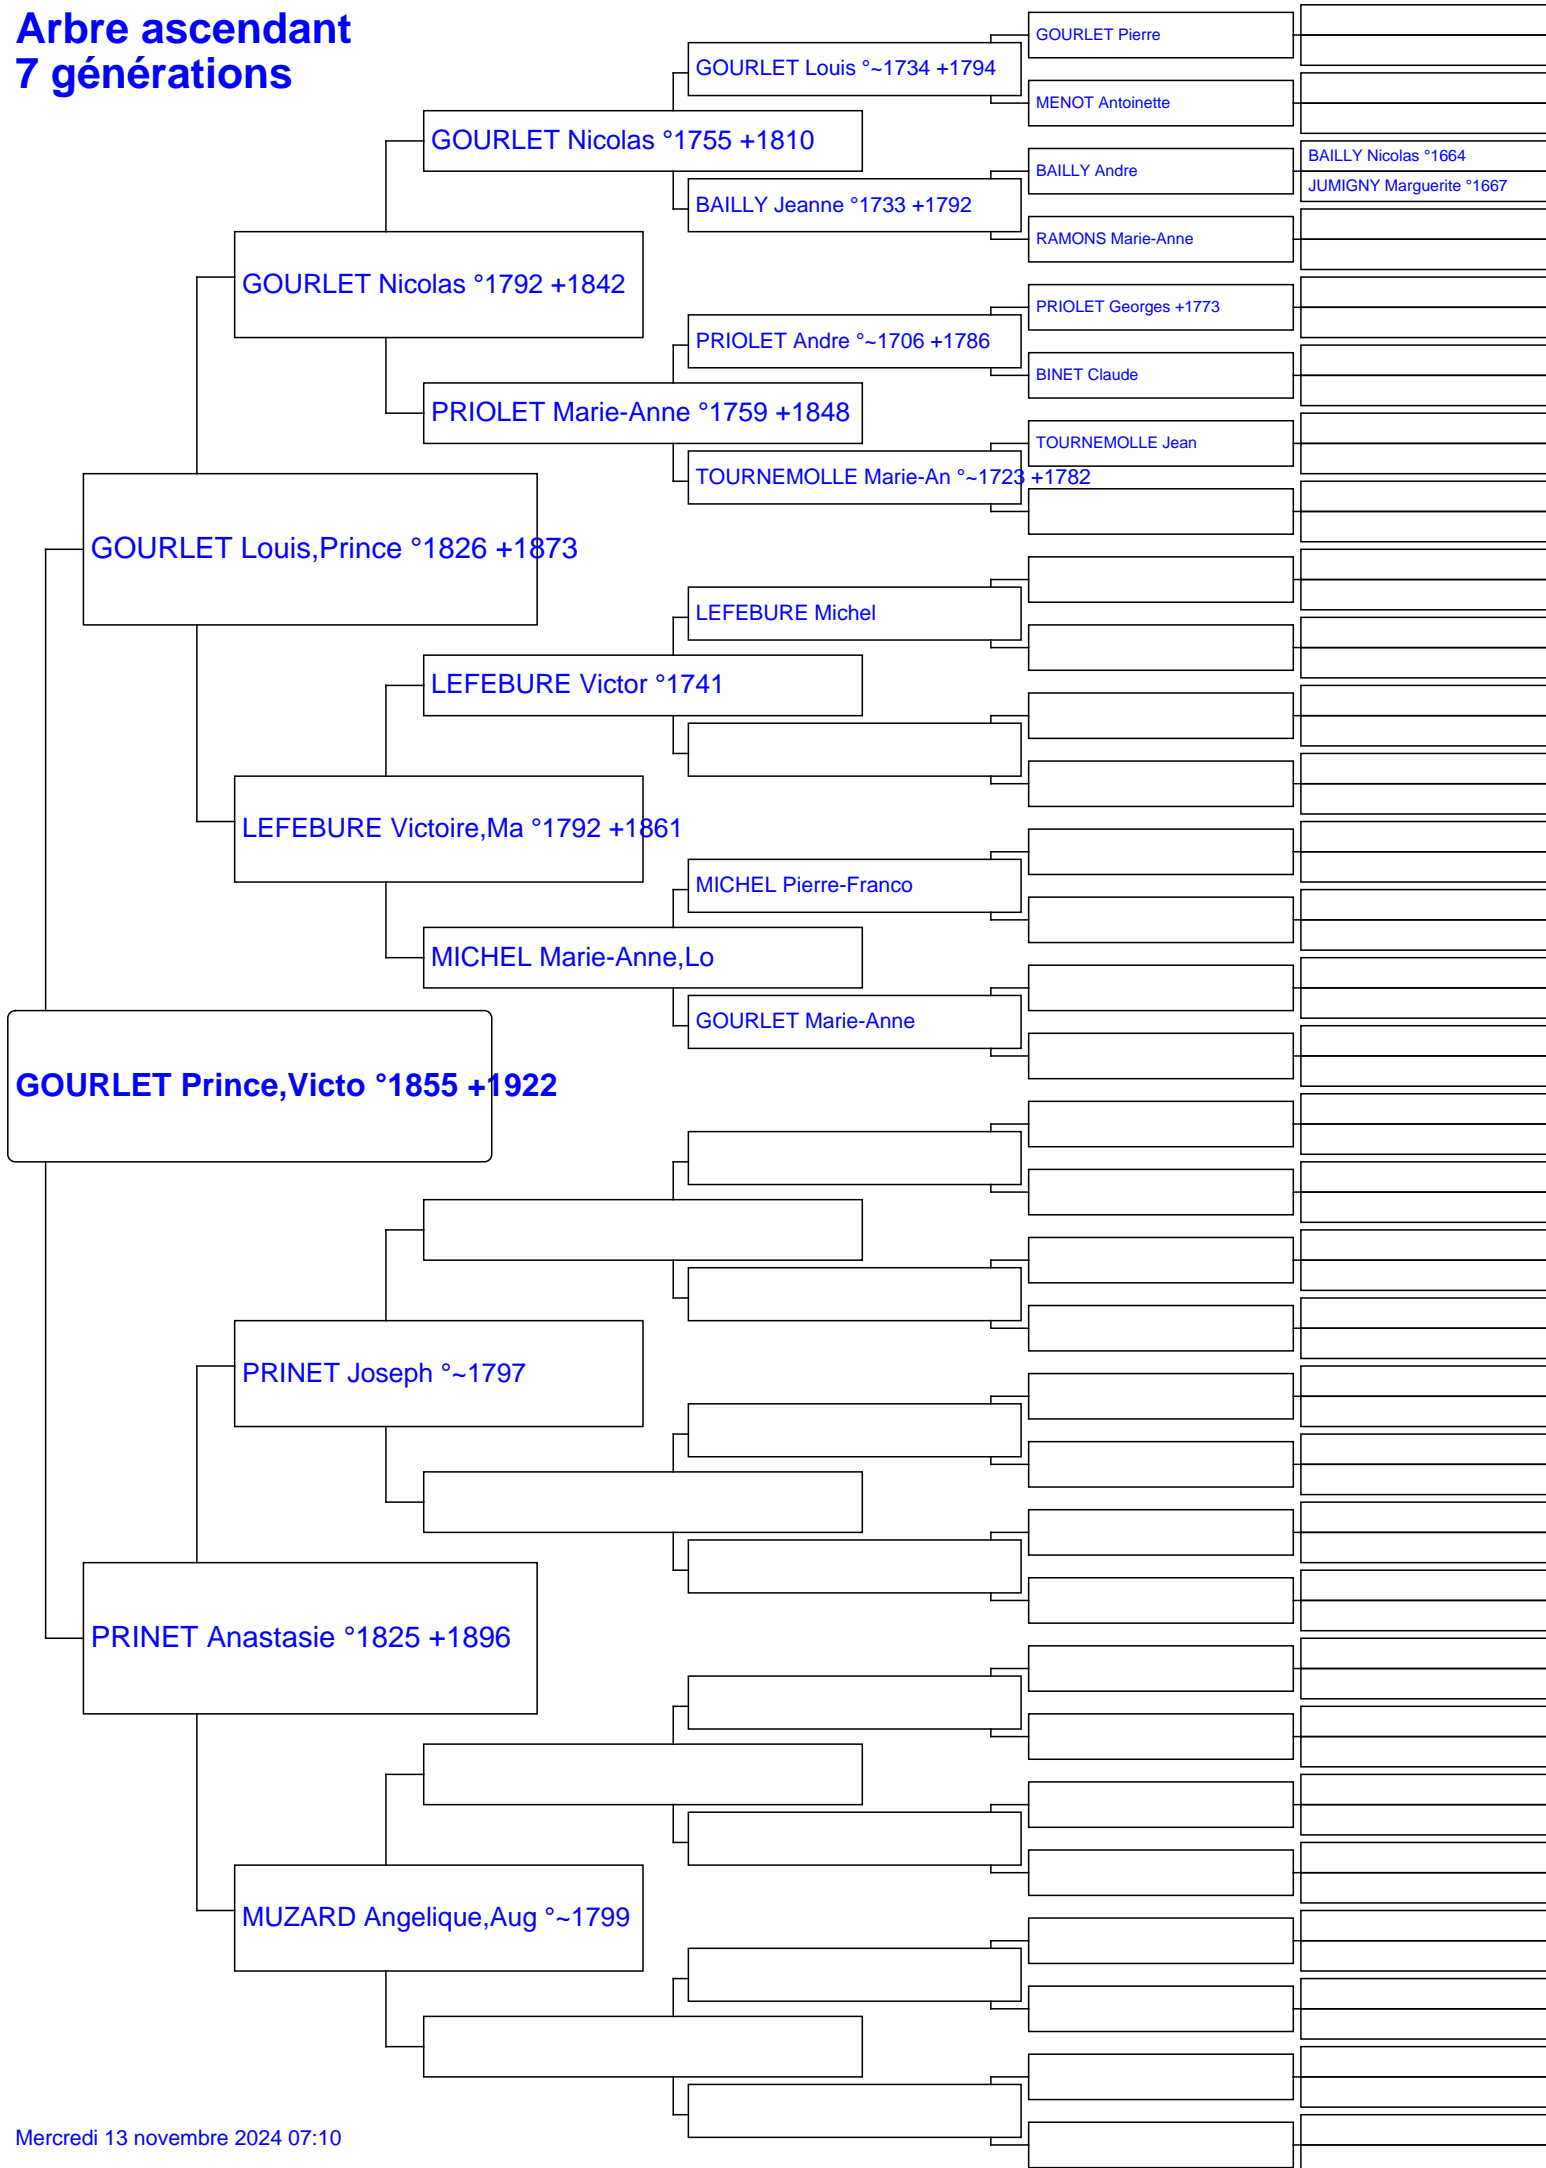 Arbre ascendant
7 générations
GOURLET Pierre
GOURLET Louis °~1734 +1794
MENOT Antoinette
GOURLET Nicolas °1755 +1810
BAILLY Nicolas °1664
BAILLY Andre
JUMIGNY Marguerite °1667
BAILLY Jeanne °1733 +1792
RAMONS Marie-Anne
GOURLET Nicolas °1792 +1842
PRIOLET Georges +1773
PRIOLET Andre °~1706 +1786
BINET Claude
PRIOLET Marie-Anne °1759 +1848
TOURNEMOLLE Jean
TOURNEMOLLE Marie-An °~1723 +1782
GOURLET Louis,Prince °1826 +1873
LEFEBURE Michel
LEFEBURE Victor °1741
LEFEBURE Victoire,Ma °1792 +1861
MICHEL Pierre-Franco
MICHEL Marie-Anne,Lo
GOURLET Marie-Anne
GOURLET Prince,Victo °1855 +1922
PRINET Joseph °~1797
PRINET Anastasie °1825 +1896
MUZARD Angelique,Aug °~1799
Mercredi 13 novembre 2024 07:10